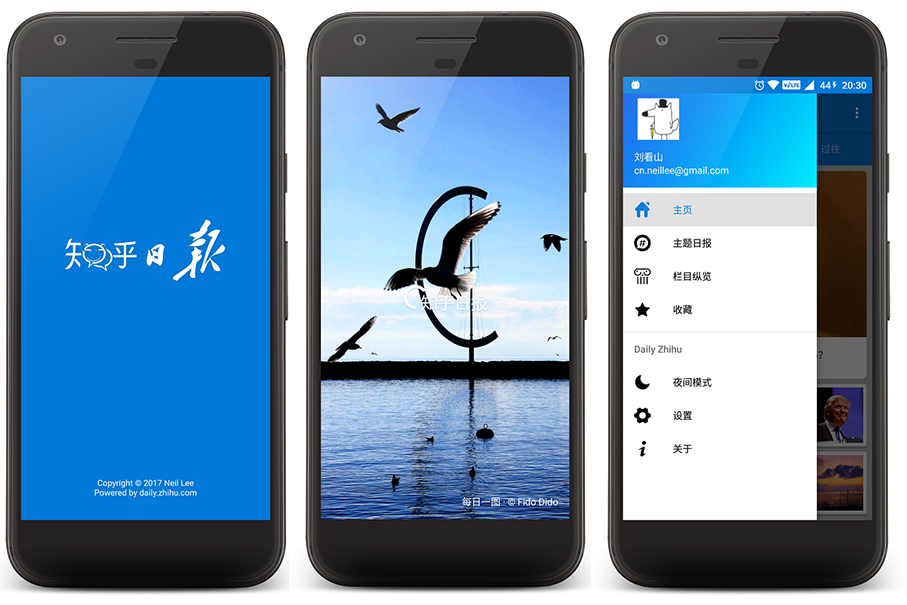 知乎日报
Copyright © 2017 Neil Lee
Powered by daily.zhihu.com
知乎日报
每日一图 · © Fido Dido
VoLTE
44
20:30
过往
刘看山
cn.neillee@gmail.com
主页
#
主题日报
栏目纵览
收藏
?
Daily Zhihu
夜间模式
设置
关于